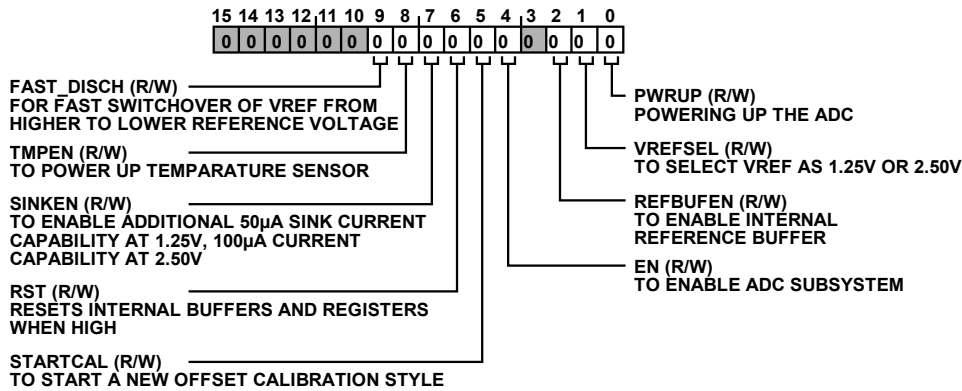 15 14 13 12 11 10 9 8 7 6 5 4 3 2 1 0
0 0 0 0 0 0 0 0 0 0 0 0 0 0 0 0
FAST_DISCH (R/W)
FOR FAST SWITCHOVER OF VREF FROM
HIGHER TO LOWER REFERENCE VOLTAGE
TMPEN (R/W)
TO POWER UP TEMPARATURE SENSOR
SINKEN (R/W)
TO ENABLE ADDITIONAL 50µA SINK CURRENT
CAPABILITY AT 1.25V, 100µA CURRENT
CAPABILITY AT 2.50V
RST (R/W)
RESETS INTERNAL BUFFERS AND REGISTERS
WHEN HIGH
STARTCAL (R/W)
TO START A NEW OFFSET CALIBRATION STYLE
PWRUP (R/W)
POWERING UP THE ADC
VREFSEL (R/W)
TO SELECT VREF AS 1.25V OR 2.50V
REFBUFEN (R/W)
TO ENABLE INTERNAL
REFERENCE BUFFER
EN (R/W)
TO ENABLE ADC SUBSYSTEM